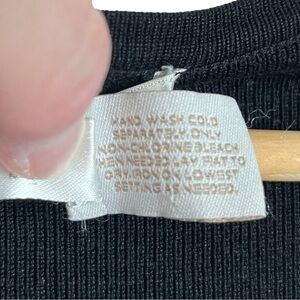 HAND WASH COLD
SEPARATELY. ONLY
NON-CHLORINE BLEACH
WHEN NEEDED LAY FLAT TO
DRY. IRON ON LOWEST
SETTING AS NEEDED.